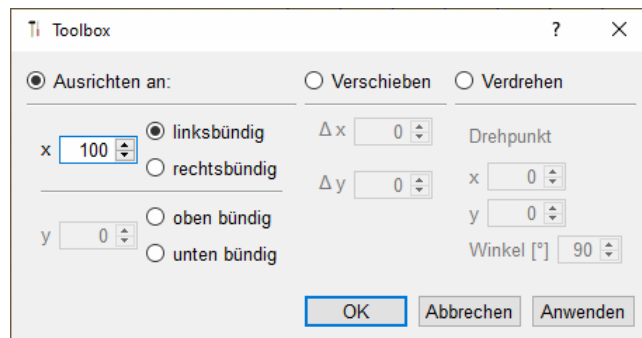 Toolbox
?
Ausrichten an:
x 100
linksbündig
rechtsbündig
y 0
oben bündig
unten bündig
Verschieben
Δ x 0
Δ y 0
Verdrehen
Drehpunkt
x 0
y 0
Winkel [°] 90
OK Abbrechen Anwenden